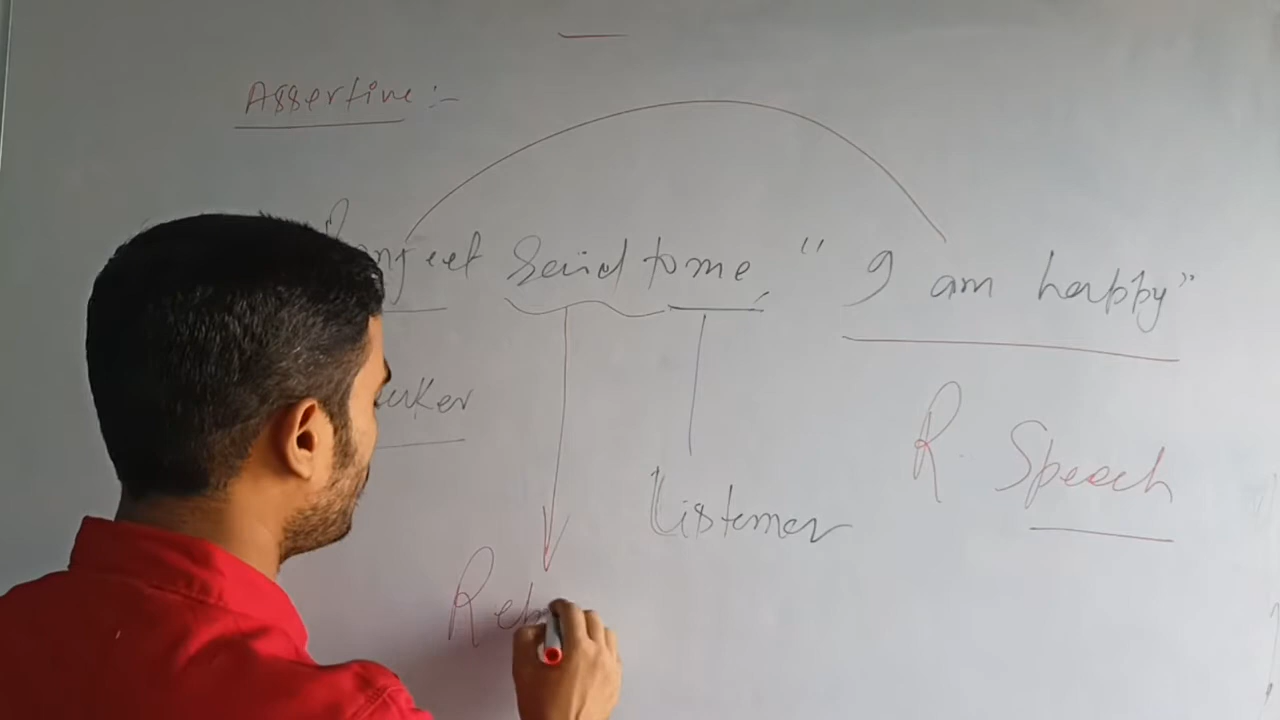 Assertive :-
said to me, " I am happy"
R. Speech
Listener